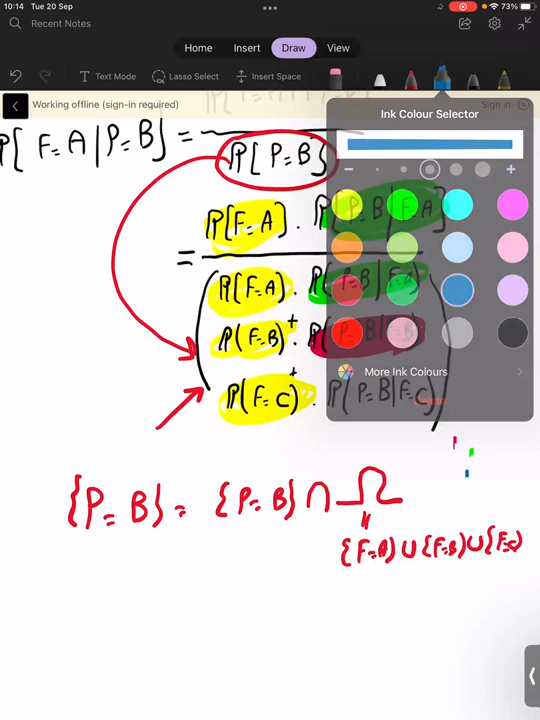 10:14 Tue 20 Sep 73%
Recent Notes
Home Insert Draw View
Text Mode Lasso Select Insert Space
Working offline (sign-in required) Sign in
Ink Colour Selector
P[ F=A | P=B ] =
P[ P=B ]
P[F=A] · P[P=B | F=A]
=
P[F=A] · P[P=B | F=A]
P(F=B) + P(P=B | F=B)
+
P(F=C) · P(P=B | F=C)
More Ink Colours
Delete
{P=B} = {P=B} ∩ Ω
"
{F=A} ∪ {F=B} ∪ {F=C}